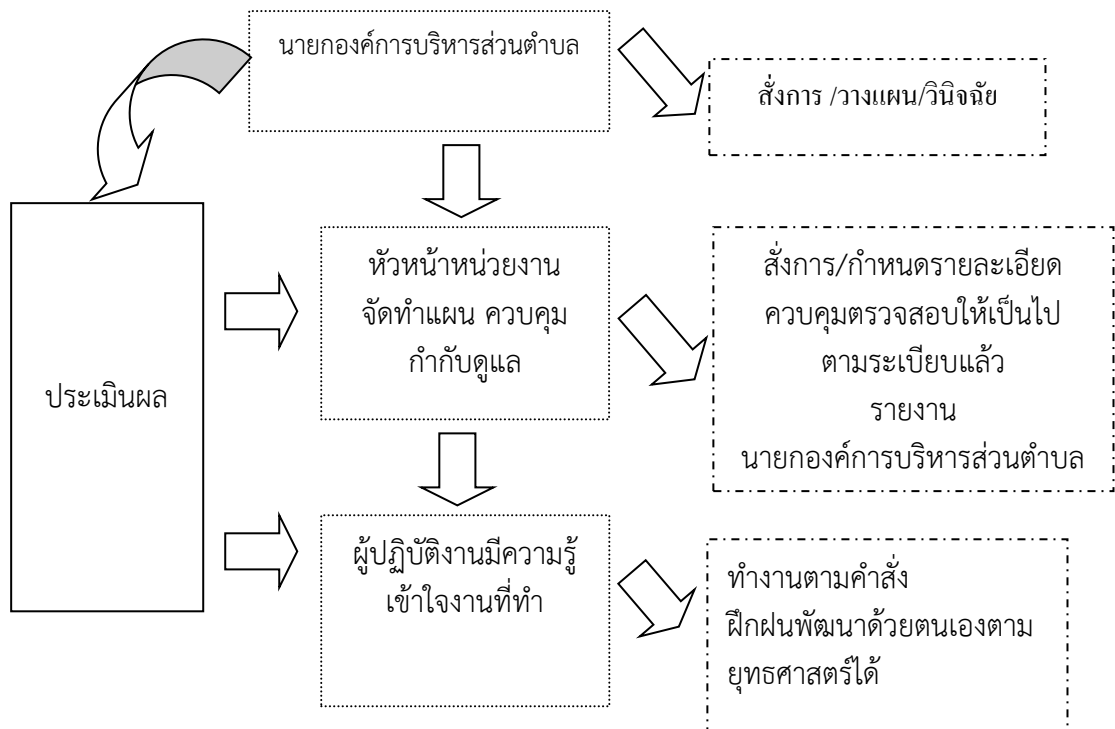 นายกองค์การบริหารส่วนตำบล
สั่งการ /วางแผน/วินิจฉัย
ประเมินผล
หัวหน้าหน่วยงาน
จัดทำแผน ควบคุม
กำกับดูแล
สั่งการ/กำหนดรายละเอียด
ควบคุมตรวจสอบให้เป็นไป
ตามระเบียบแล้ว
รายงาน
นายกองค์การบริหารส่วนตำบล
ผู้ปฏิบัติงานมีความรู้
เข้าใจงานที่ทำ
ทำงานตามคำสั่ง
ฝึกฝนพัฒนาด้วยตนเองตาม
ยุทธศาสตร์ได้